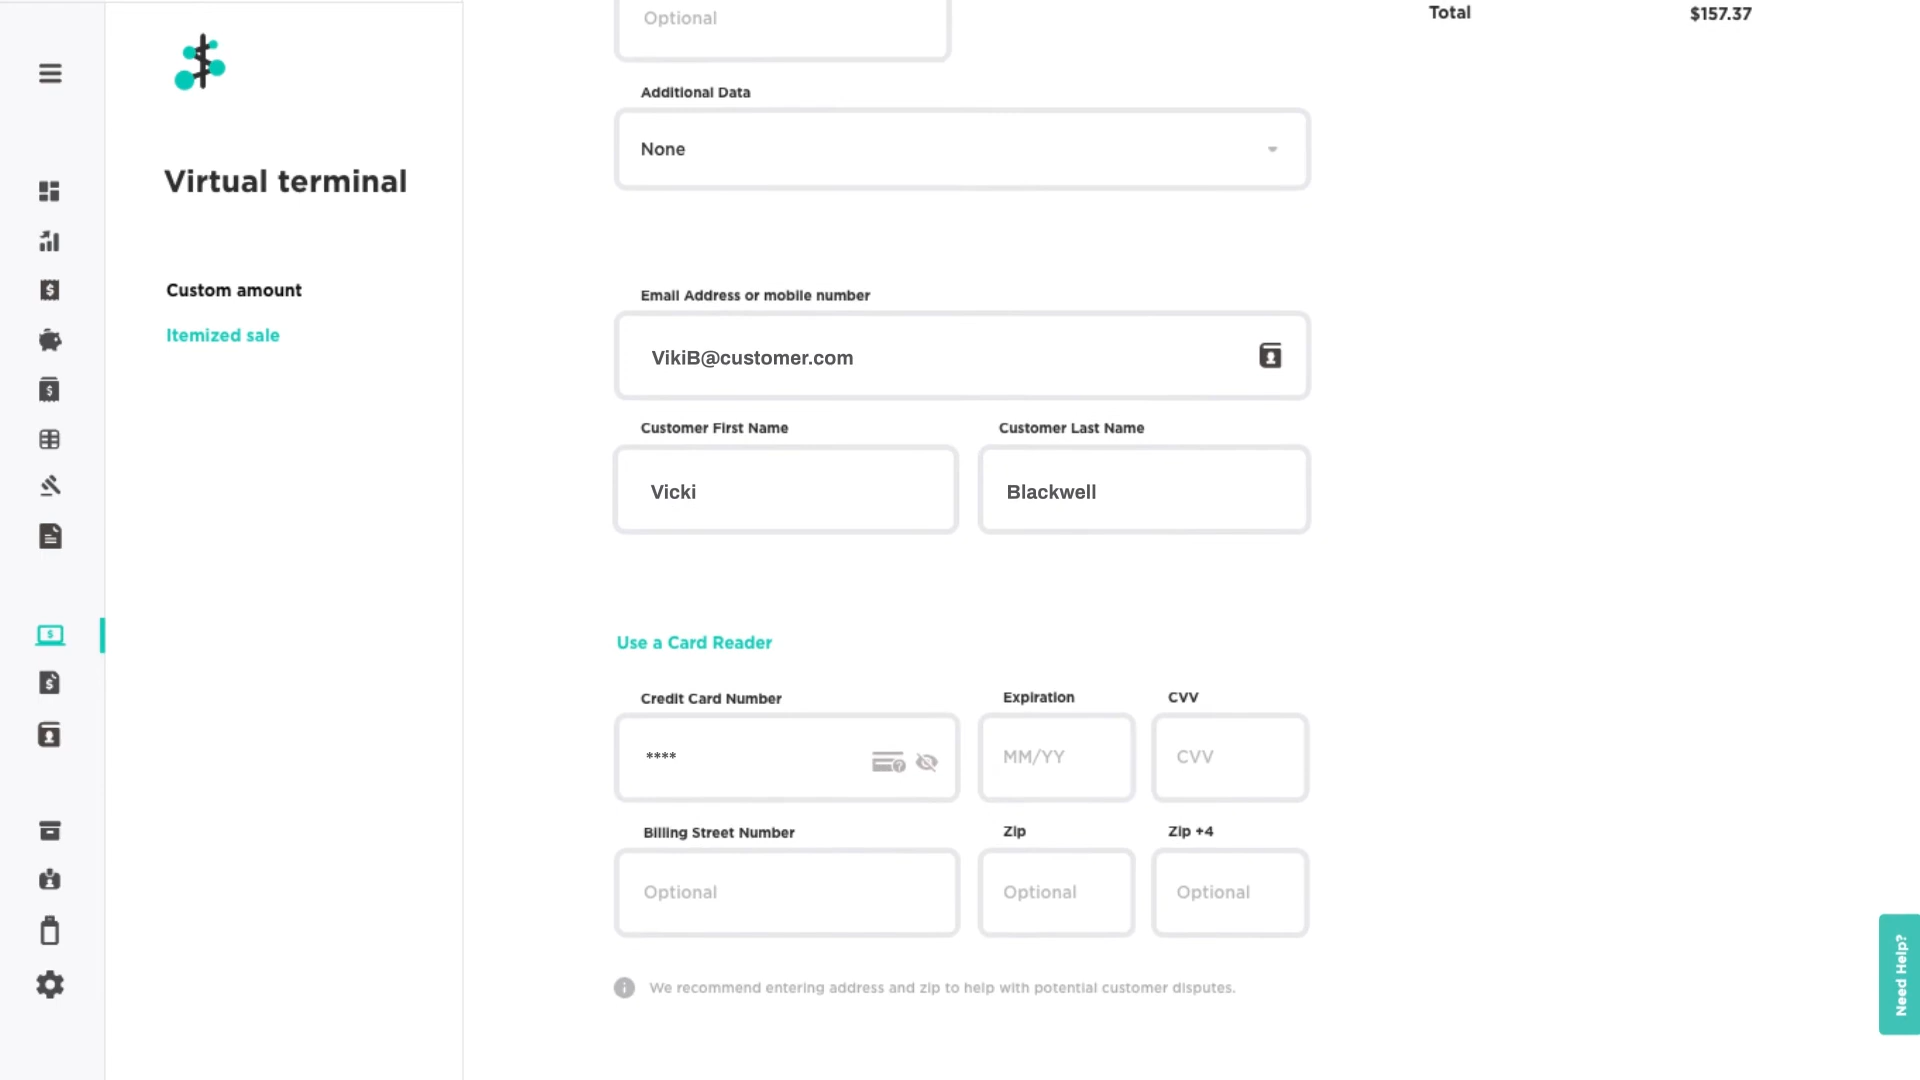 Optional
Total $157.37
Additional Data
None
Virtual terminal
Custom amount
Itemized sale
Email Address or mobile number
VikiB@customer.com
Customer First Name Customer Last Name
Vicki Blackwell
Use a Card Reader
Credit Card Number Expiration CVV
**** MM/YY CVV
Billing Street Number Zip Zip +4
Optional Optional Optional
We recommend entering address and zip to help with potential customer disputes.
Need Help?